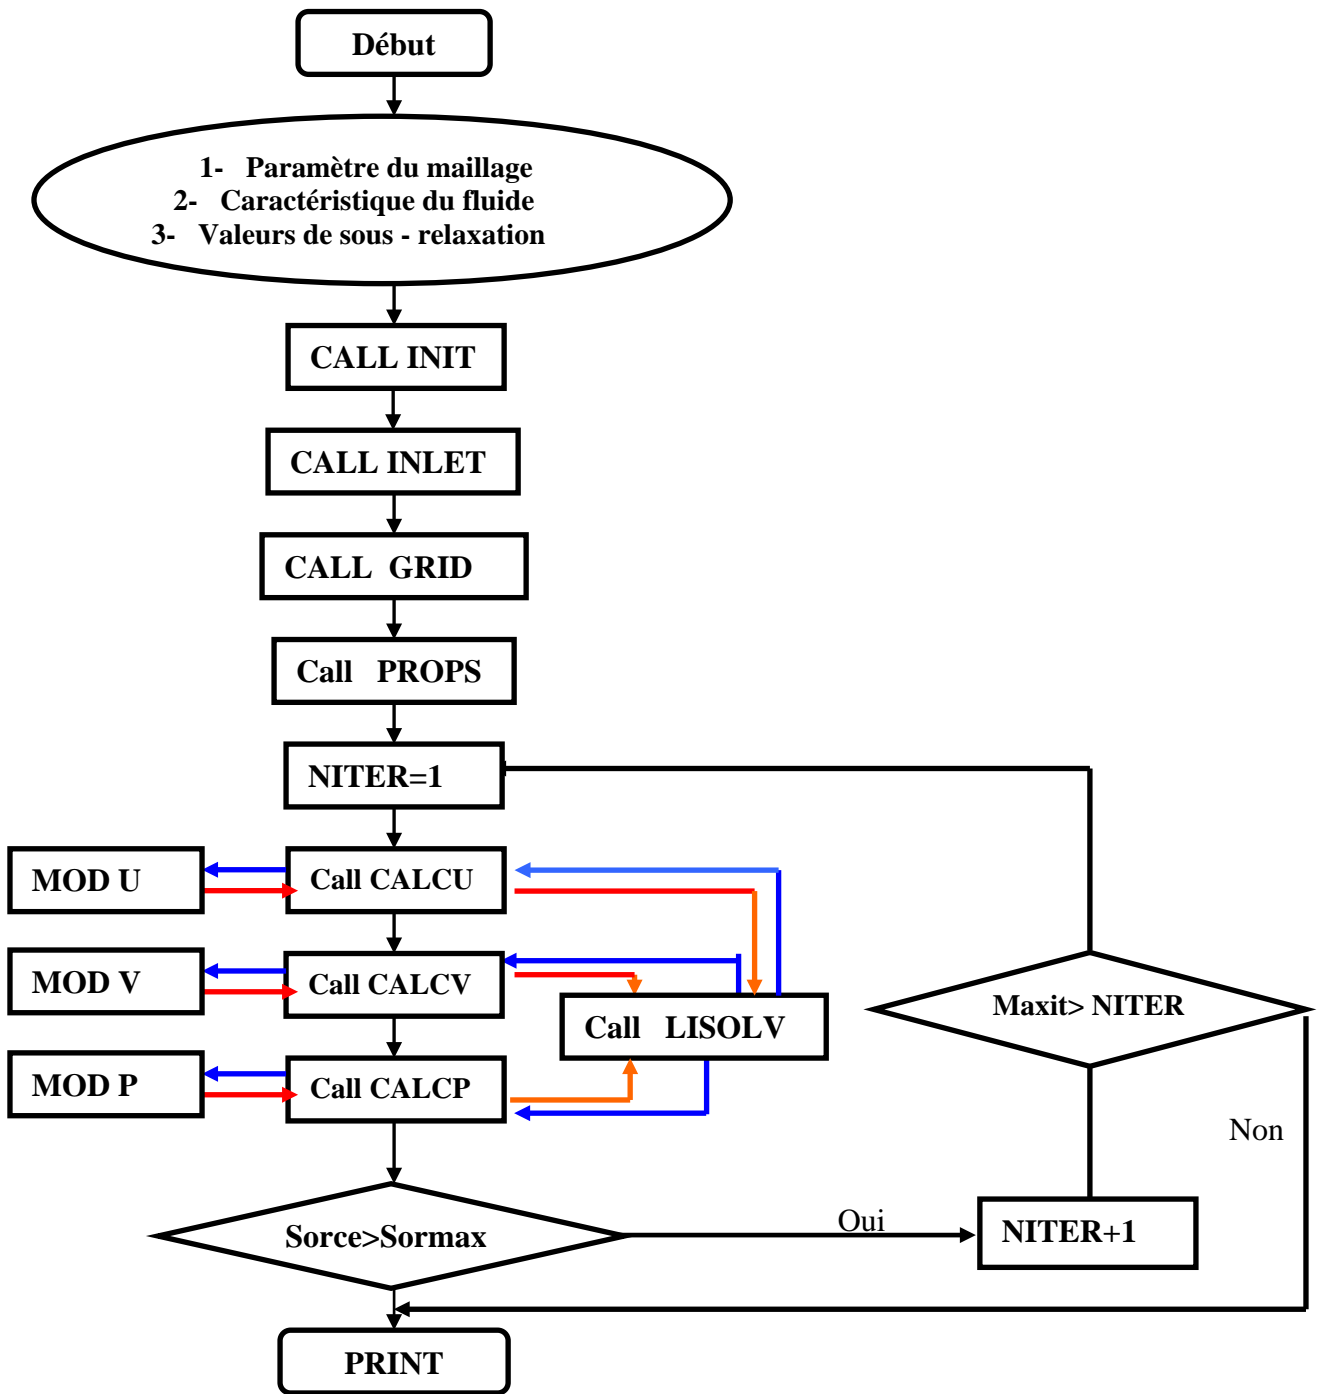 Début
1- Paramètre du maillage
2- Caractéristique du fluide
3- Valeurs de sous - relaxation
CALL INIT
CALL INLET
CALL GRID
Call PROPS
NITER=1
MOD U
Call CALCU
MOD V
Call CALCV
Maxit> NITER
Call LISOLV
MOD P
Call CALCP
Non
Sorce>Sormax
Oui
NITER+1
PRINT